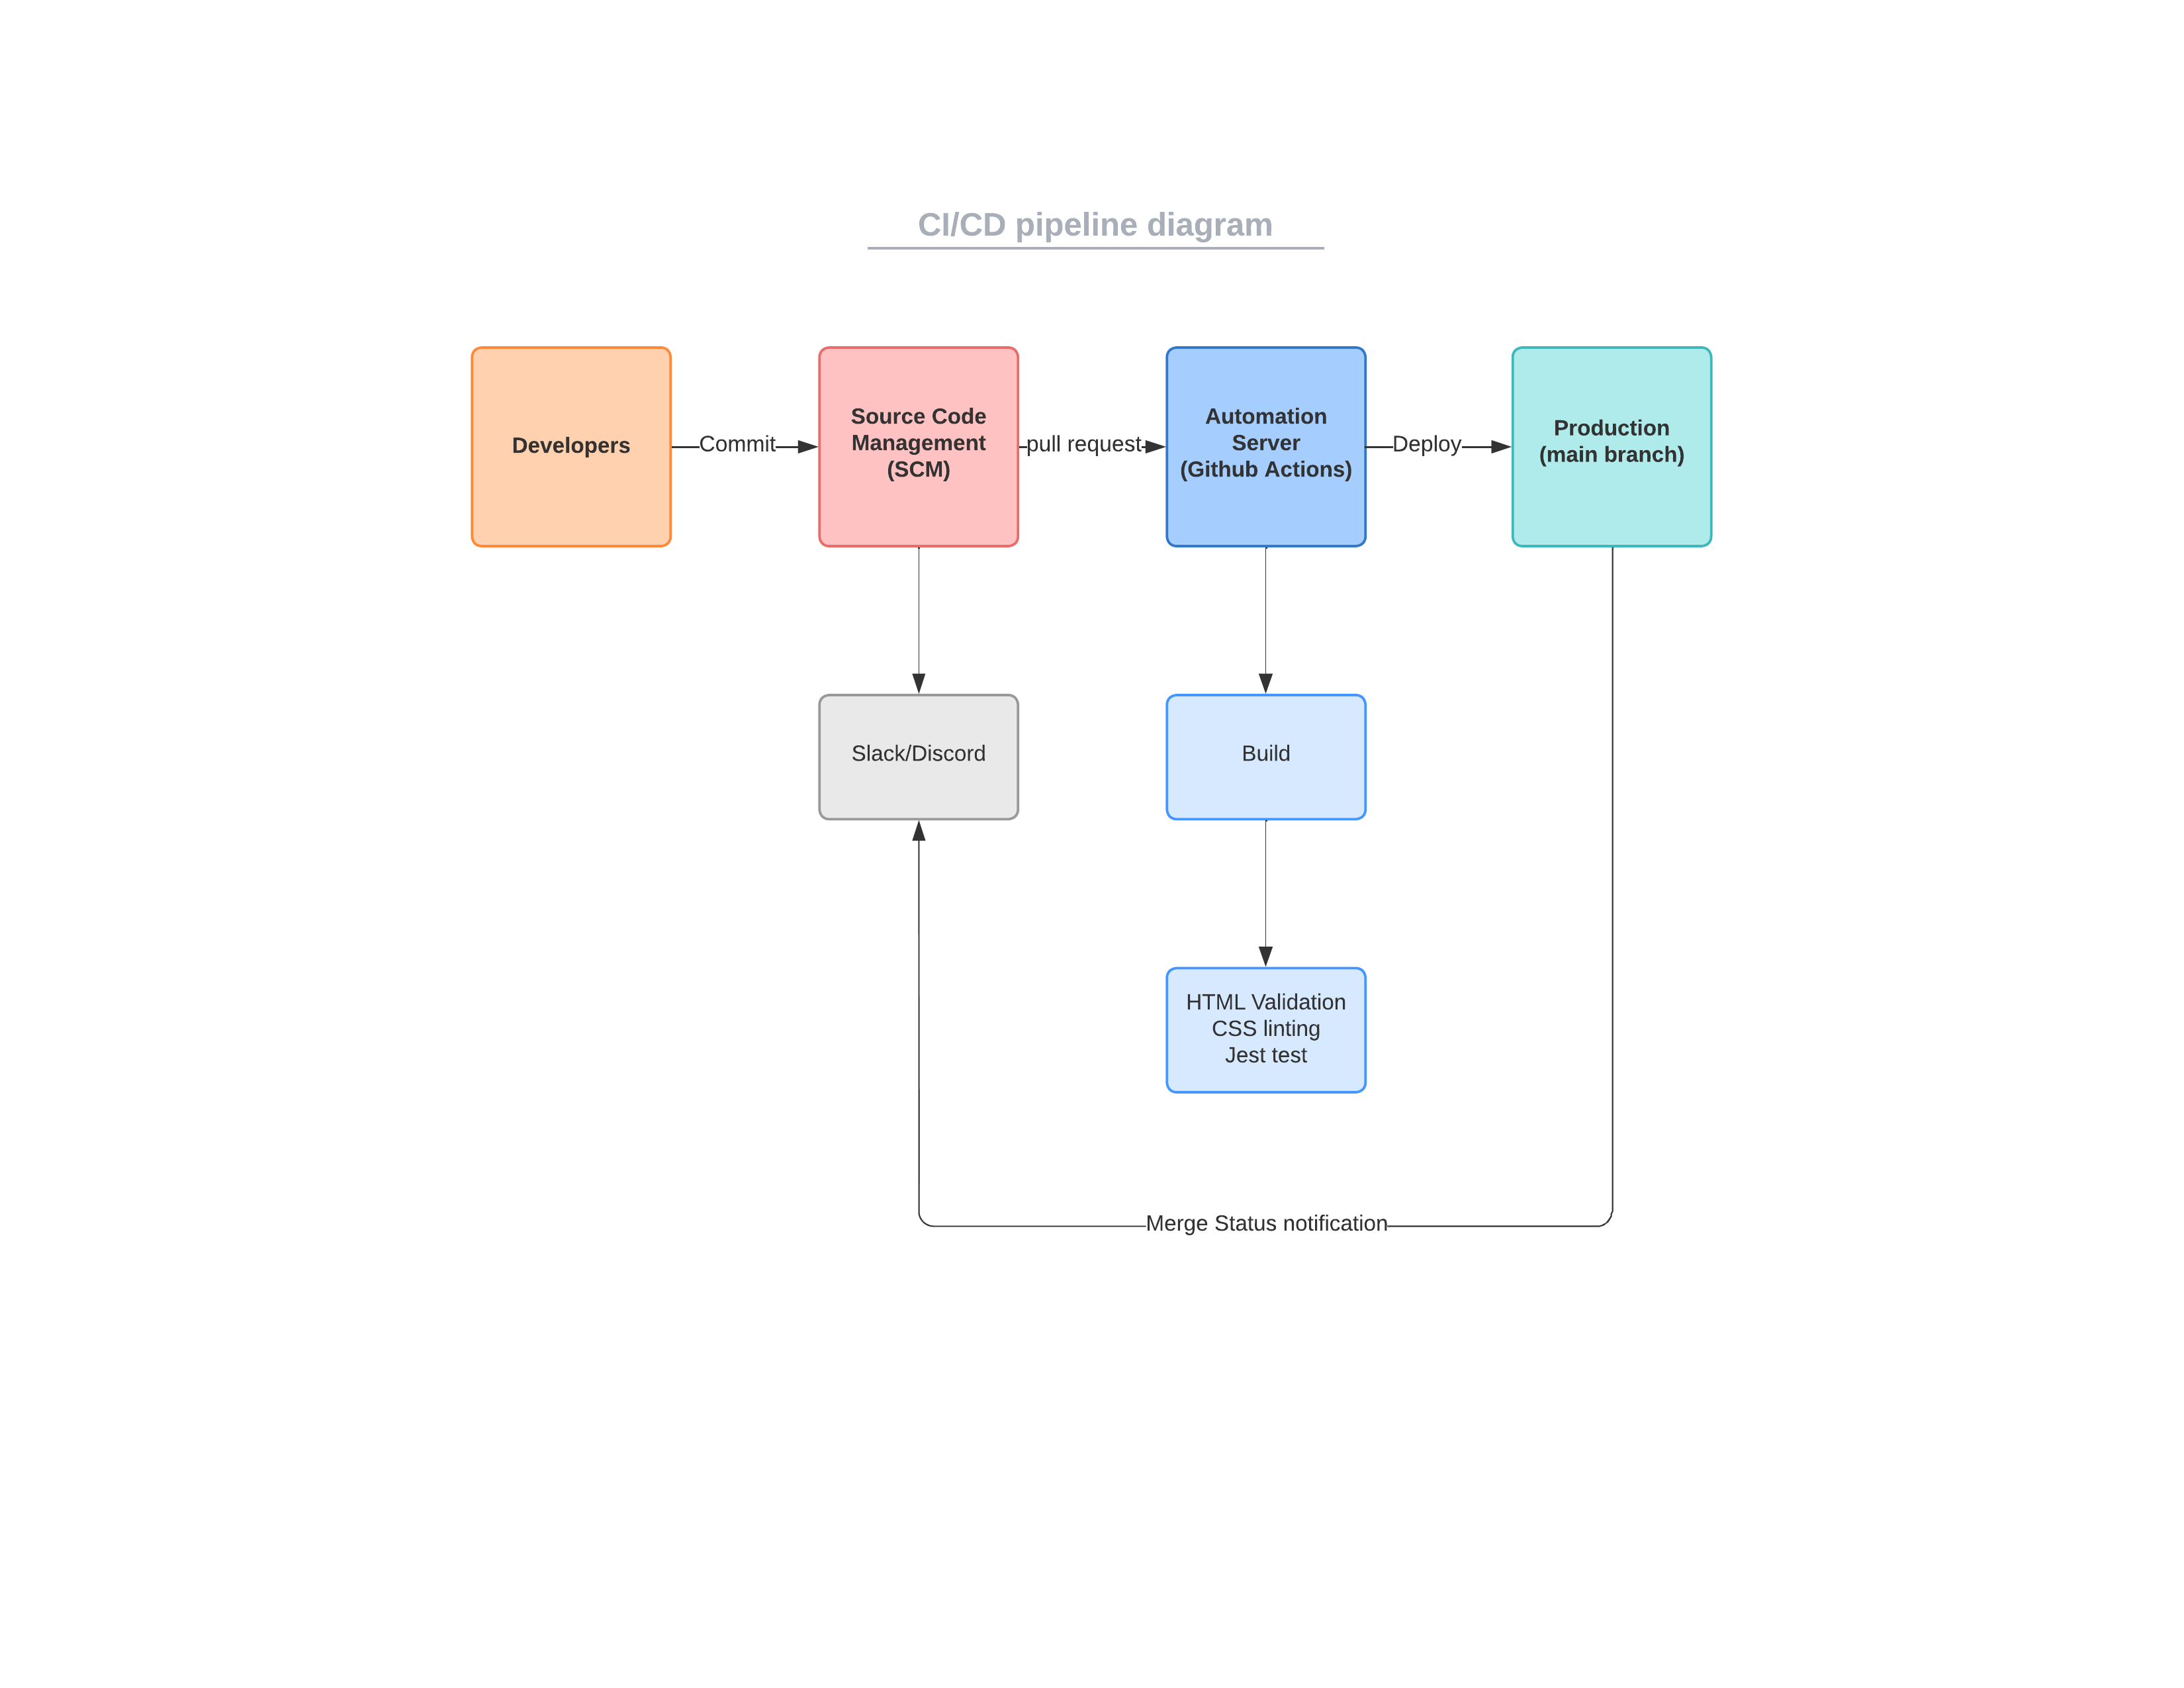 CI/CD pipeline diagram
Developers
Commit
Source Code
Management
(SCM)
pull request
Automation
Server
(Github Actions)
Deploy
Production
(main branch)
Slack/Discord
Build
HTML Validation
CSS linting
Jest test
Merge Status notification